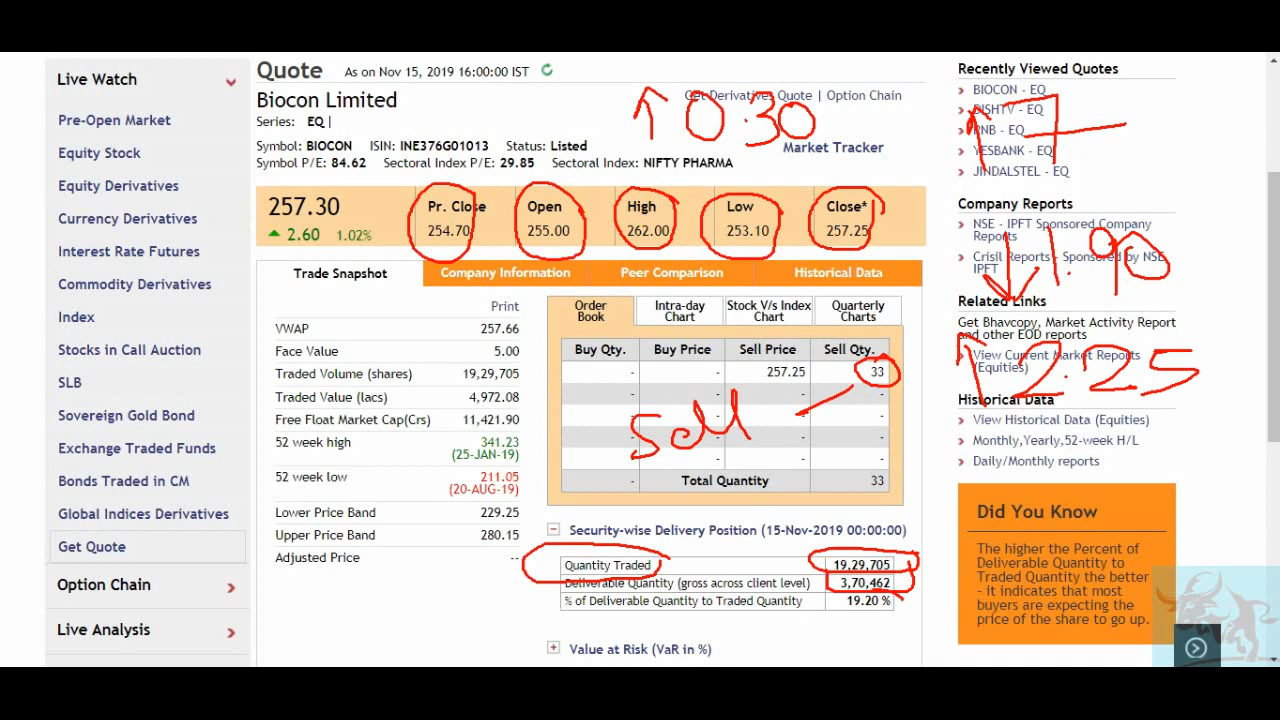 Live Watch
Pre-Open Market
Equity Stock
Equity Derivatives
Currency Derivatives
Interest Rate Futures
Commodity Derivatives
Index
Stocks in Call Auction
SLB
Sovereign Gold Bond
Exchange Traded Funds
Bonds Traded in CM
Global Indices Derivatives
Get Quote
Option Chain
Live Analysis
Quote As on Nov 15, 2019 16:00:00 IST
Get Derivatives Quote | Option Chain
Biocon Limited
Series: EQ |
↑ 0.30
Symbol: BIOCON ISIN: INE376G01013 Status: Listed
Market Tracker
Symbol P/E: 84.62 Sectoral Index P/E: 29.85 Sectoral Index: NIFTY PHARMA
257.30 Pr. Close Open High Low Close*
▲ 2.60 1.02% 254.70 255.00 262.00 253.10 257.25
Trade Snapshot Company Information Peer Comparison Historical Data
Print
VWAP 257.66
Face Value 5.00
Traded Volume (shares) 19,29,705
Traded Value (lacs) 4,972.08
Free Float Market Cap(Crs) 11,421.90
52 week high 341.23
(25-JAN-19)
52 week low 211.05
(20-AUG-19)
Lower Price Band 229.25
Upper Price Band 280.15
Adjusted Price --
Order Book Intra-day Chart Stock V/s Index Chart Quarterly Charts
Buy Qty. Buy Price Sell Price Sell Qty.
- - 257.25 33
- - - -
- - - -
- - - -
- - - -
Sell
- Total Quantity 33
Security-wise Delivery Position (15-Nov-2019 00:00:00)
Quantity Traded 19,29,705
Deliverable Quantity (gross across client level) 3,70,462
% of Deliverable Quantity to Traded Quantity 19.20 %
Value at Risk (VaR in %)
Recently Viewed Quotes
BIOCON - EQ
DISHTV - EQ
PNB - EQ
YESBANK - EQ
JINDALSTEL - EQ
↑ 7
Company Reports
NSE - IPFT Sponsored Company
Reports
Crisil Reports - Sponsored by NSE
IPFT
↓ 1.90
Related Links
Get Bhavcopy, Market Activity Report
and other EOD reports
View Current Market Reports
(Equities)
↑ 2.25
Historical Data
View Historical Data (Equities)
Monthly,Yearly,52-week H/L
Daily/Monthly reports
Did You Know
The higher the Percent of
Deliverable Quantity to
Traded Quantity the better
- it indicates that most
buyers are expecting the
price of the share to go up.